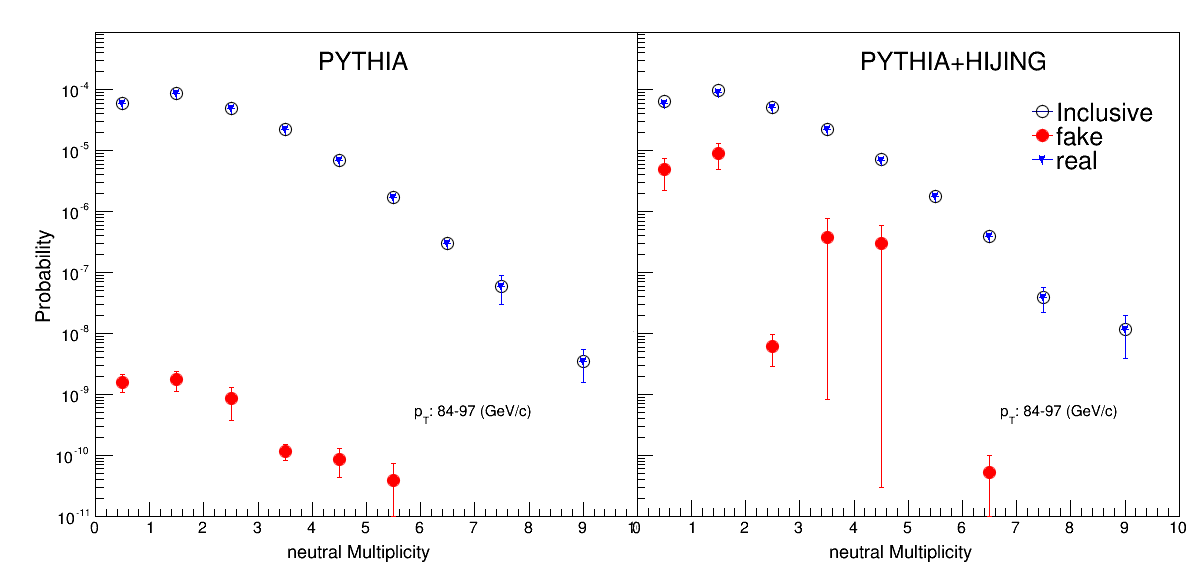 PYTHIA
PYTHIA+HIJING
Inclusive
fake
real
Probability
10⁻⁴
10⁻⁵
10⁻⁶
10⁻⁷
10⁻⁸
10⁻⁹
10⁻¹⁰
10⁻¹¹
p_T: 84-97 (GeV/c)
p_T: 84-97 (GeV/c)
0 1 2 3 4 5 6 7 8 9 10
0 1 2 3 4 5 6 7 8 9 10
neutral Multiplicity
neutral Multiplicity